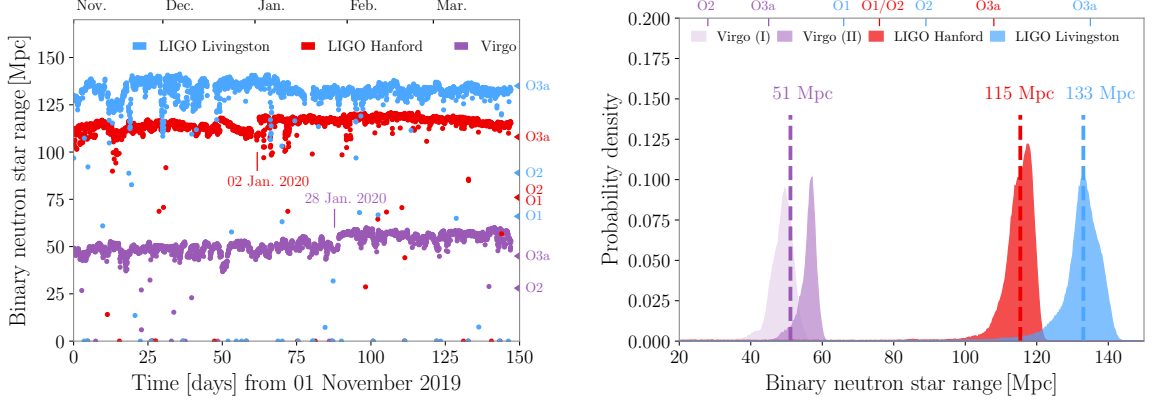 Nov. Dec. Jan. Feb. Mar.
LIGO Livingston LIGO Hanford Virgo
Binary neutron star range [Mpc]
150
125
100
75
50
25
0
02 Jan. 2020
28 Jan. 2020
O3a
O3a
O2
O2
O1
O1
O3a
O2
0 25 50 75 100 125 150
Time [days] from 01 November 2019
O2 O3a O1 O1/O2 O2 O3a O3a
Virgo (I) Virgo (II) LIGO Hanford LIGO Livingston
51 Mpc 115 Mpc 133 Mpc
Probability density
0.200
0.175
0.150
0.125
0.100
0.075
0.050
0.025
0.000
20 40 60 80 100 120 140
Binary neutron star range [Mpc]